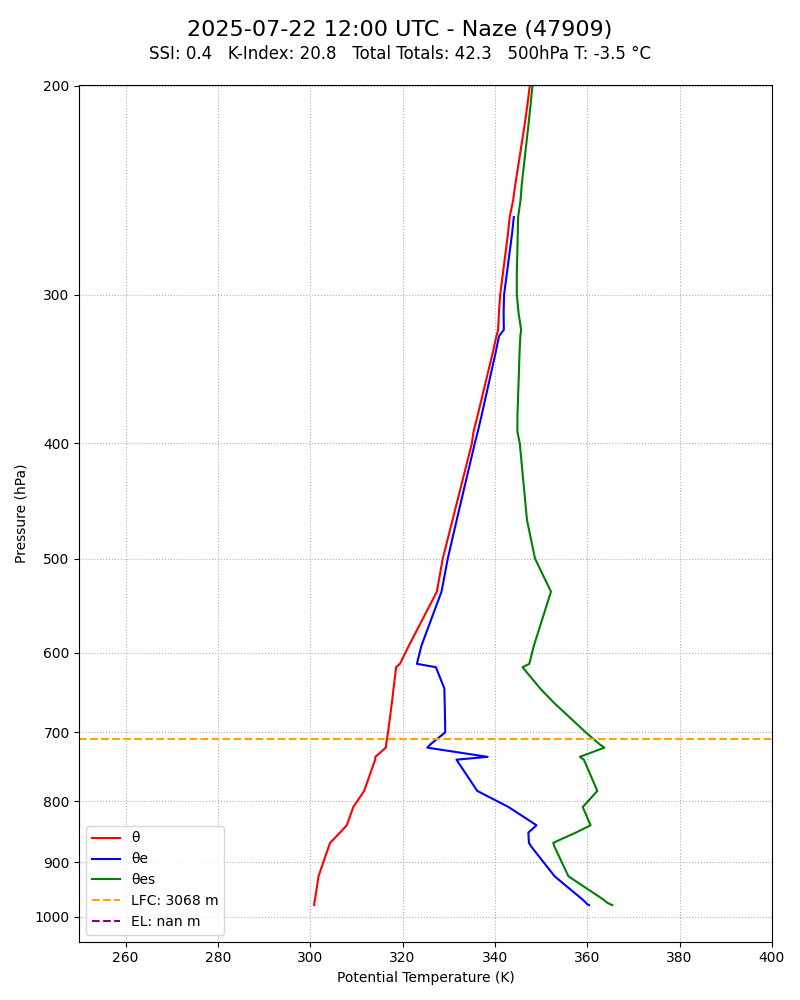 2025-07-22 12:00 UTC - Naze (47909)
SSI: 0.4   K-Index: 20.8   Total Totals: 42.3   500hPa T: -3.5 °C
200
300
400
500
600
700
800
900
1000
Pressure (hPa)
θ
θe
θes
LFC: 3068 m
EL: nan m
260 280 300 320 340 360 380 400
Potential Temperature (K)